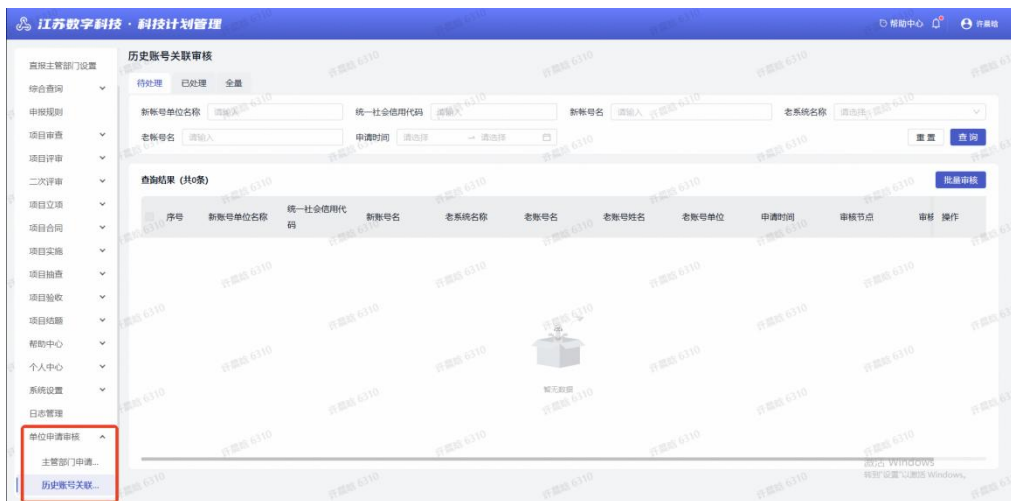 江苏数字科技 · 科技计划管理
帮助中心
直报主管部门设置
综合查询
申报规则
项目审查
项目评审
二次评审
项目立项
项目合同
项目实施
项目抽查
项目验收
项目结题
帮助中心
个人中心
系统设置
日志管理
单位申请审核
主管部门申请...
历史账号关联...
历史账号关联审核
待处理 已处理 全量
新账号单位名称 请输入 统一社会信用代码 请输入 新帐号名 请输入 老系统名称 请选择
老帐号名 请输入 申请时间 请选择 → 请选择 重置 查询
查询结果（共0条） 批量审核
序号 新账号单位名称 统一社会信用代码 新账号名 老系统名称 老账号名 老账号姓名 老账号单位 申请时间 审核节点 审核 操作
暂无数据
激活 Windows
转到"设置"以激活 Windows。